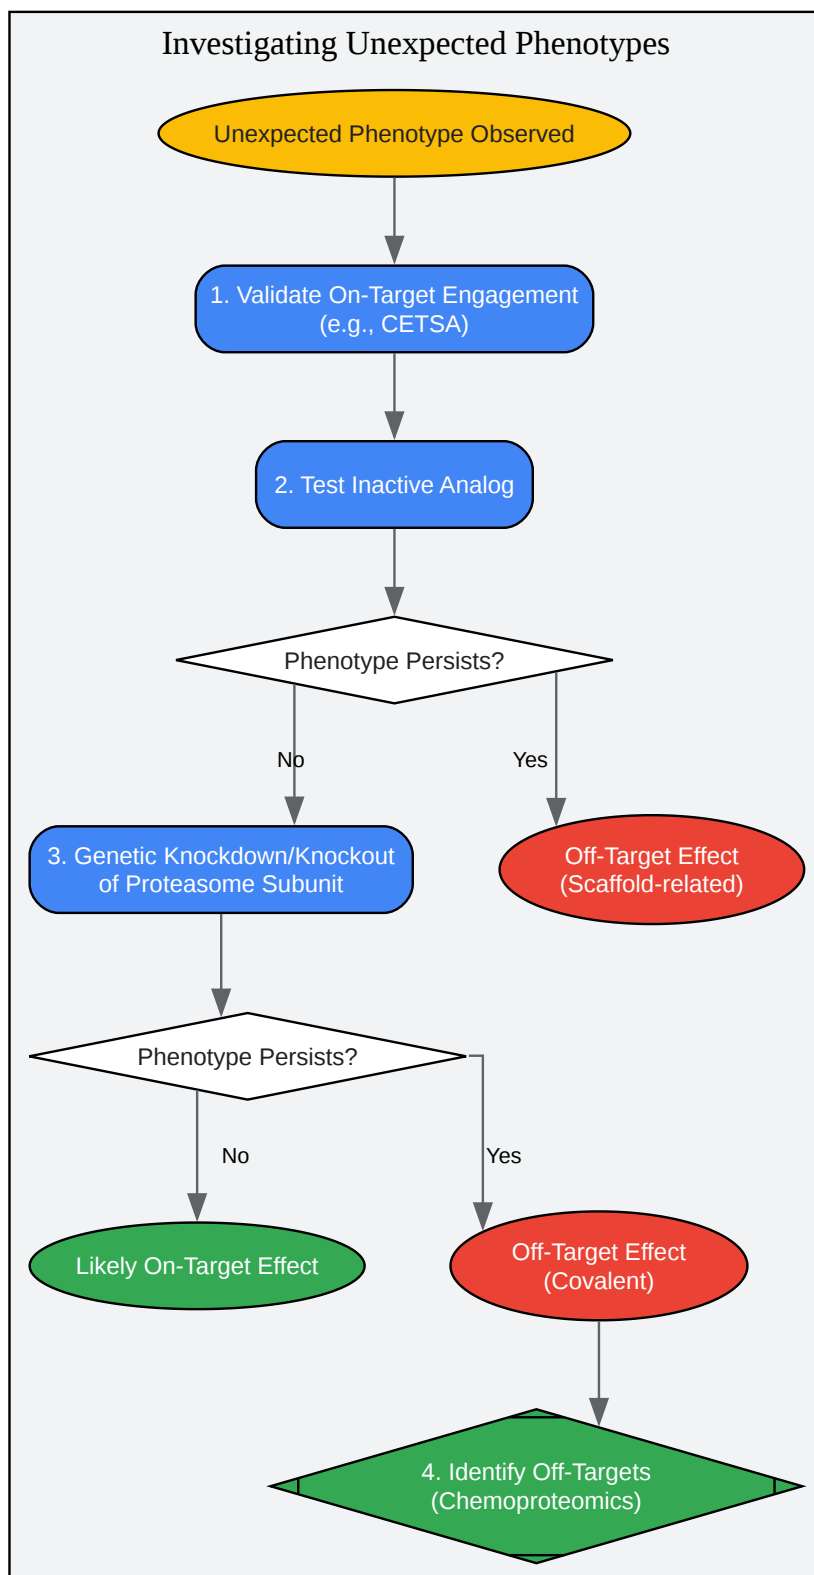 Investigating Unexpected Phenotypes
Unexpected Phenotype Observed
1. Validate On-Target Engagement
(e.g., CETSA)
2. Test Inactive Analog
Phenotype Persists?
No
Yes
3. Genetic Knockdown/Knockout
of Proteasome Subunit
Off-Target Effect
(Scaffold-related)
Phenotype Persists?
No
Yes
Likely On-Target Effect
Off-Target Effect
(Covalent)
4. Identify Off-Targets
(Chemoproteomics)